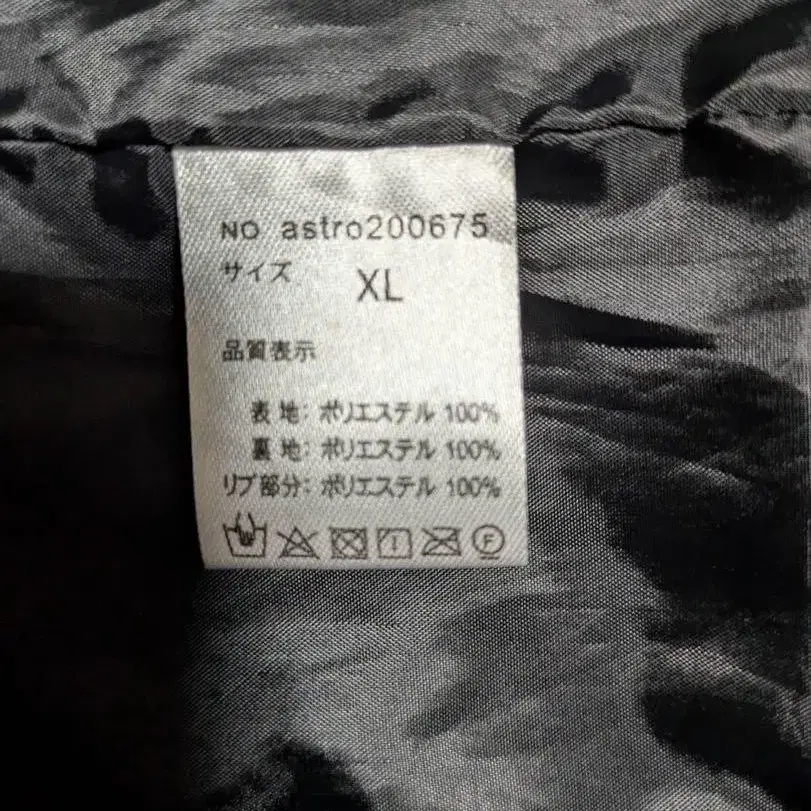 NO astro200675
サイズ XL
品質表示
表地: ポリエステル 100%
裏地: ポリエステル 100%
リブ部分: ポリエステル 100%
F